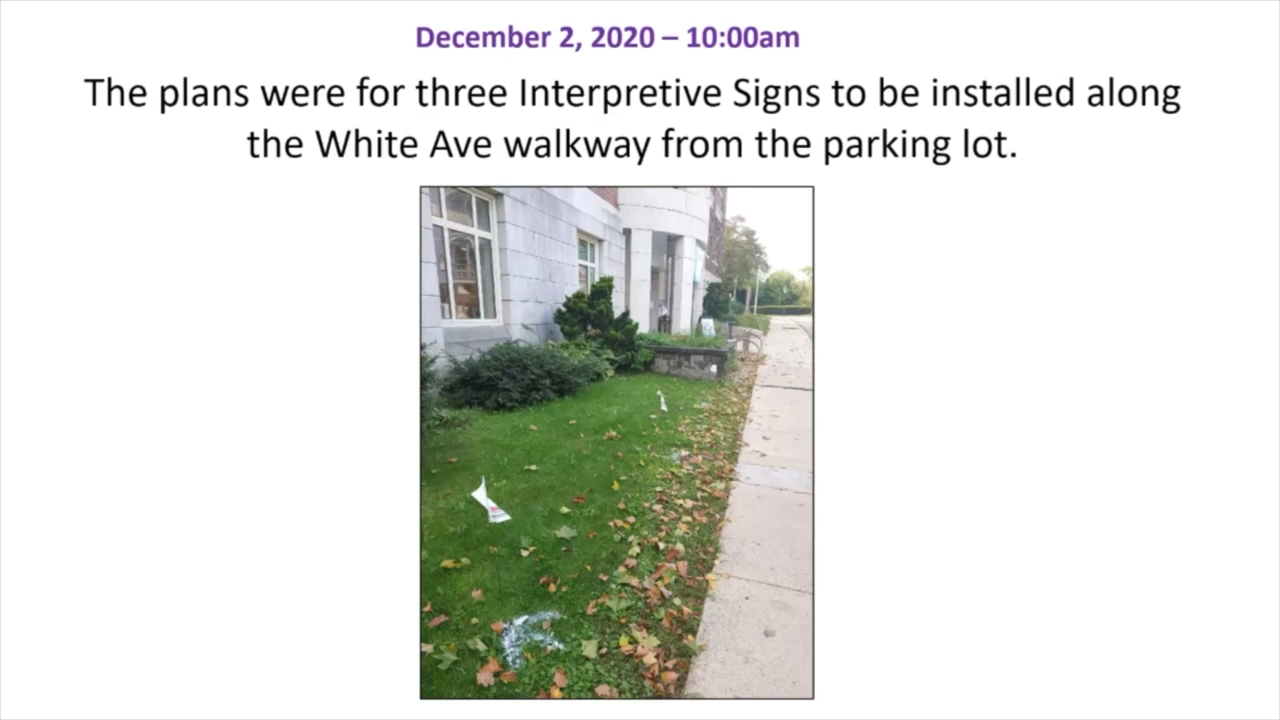 December 2, 2020 – 10:00am
The plans were for three Interpretive Signs to be installed along
the White Ave walkway from the parking lot.